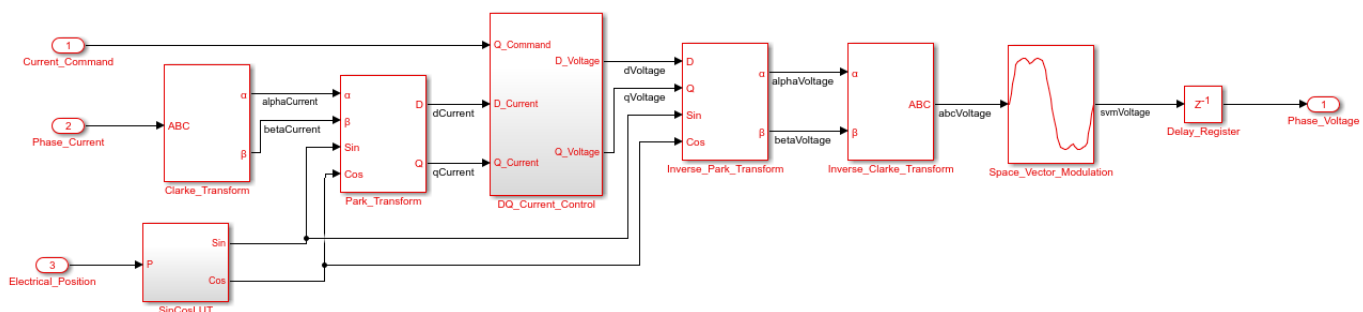 1
Current_Command
2
Phase_Current
3
Electrical_Position
ABC
α
β
Clarke_Transform
alphaCurrent
betaCurrent
P
Sin
Cos
SinCosLUT
α
β
Sin
Cos
D
Q
Park_Transform
dCurrent
qCurrent
Q_Command
D_Current
Q_Current
D_Voltage
Q_Voltage
DQ_Current_Control
dVoltage
qVoltage
D
Q
Sin
Cos
α
β
Inverse_Park_Transform
alphaVoltage
betaVoltage
α
β
ABC
Inverse_Clarke_Transform
abcVoltage
Space_Vector_Modulation
svmVoltage
Z⁻¹
Delay_Register
1
Phase_Voltage